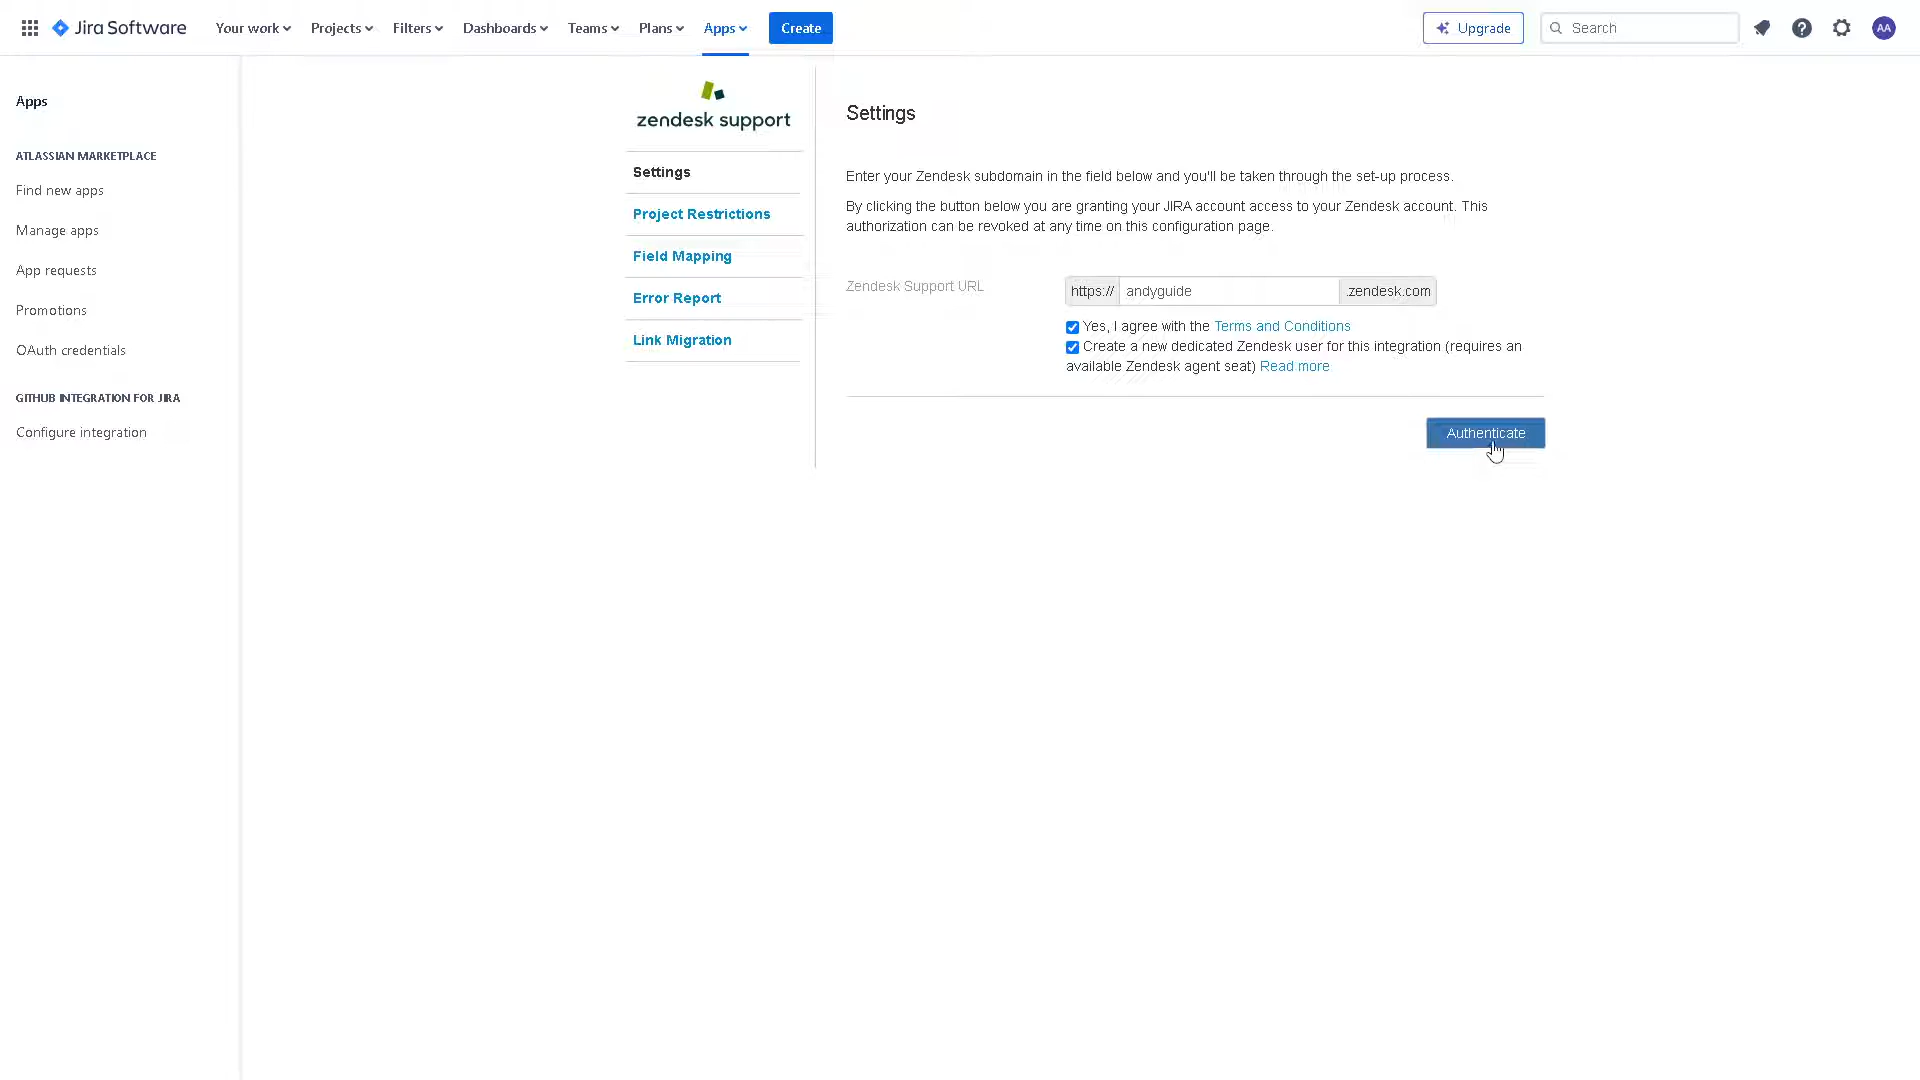 Jira Software
Your work
Projects
Filters
Dashboards
Teams
Plans
Apps
Create
Upgrade
Search
AA
Apps
ATLASSIAN MARKETPLACE
Find new apps
Manage apps
App requests
Promotions
OAuth credentials
GITHUB INTEGRATION FOR JIRA
Configure integration
zendesk support
Settings
Project Restrictions
Field Mapping
Error Report
Link Migration
Settings
Enter your Zendesk subdomain in the field below and you'll be taken through the set-up process.
By clicking the button below you are granting your JIRA account access to your Zendesk account. This
authorization can be revoked at any time on this configuration page.
Zendesk Support URL
https:// andyguide .zendesk.com
Yes, I agree with the Terms and Conditions
Create a new dedicated Zendesk user for this integration (requires an
available Zendesk agent seat) Read more
Authenticate